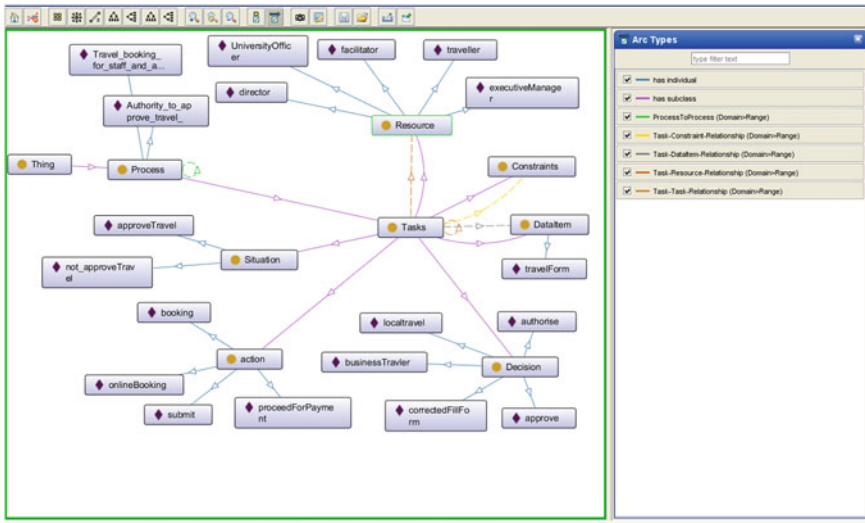 Travel_booking_
for_staff_and_a...
UniversityOffic
er
facilitator
traveller
director
executiveManage
r
Authority_to_ap
prove_travel_
Resource
Thing
Process
Constraints
Tasks
DataItem
approveTravel
Situation
not_approveTrav
el
travelForm
booking
localtravel
authorise
action
businessTravler
Decision
onlineBooking
submit
proceedForPayme
nt
correctedFillFo
rm
approve
Arc Types
type filter text
has individual
has subclass
ProcessToProcess (Domain>Range)
Task-Constraint-Relationship (Domain>Range)
Task-DataItem-Relationship (Domain>Range)
Task-Resource-Relationship (Domain>Range)
Task-Task-Relationship (Domain>Range)